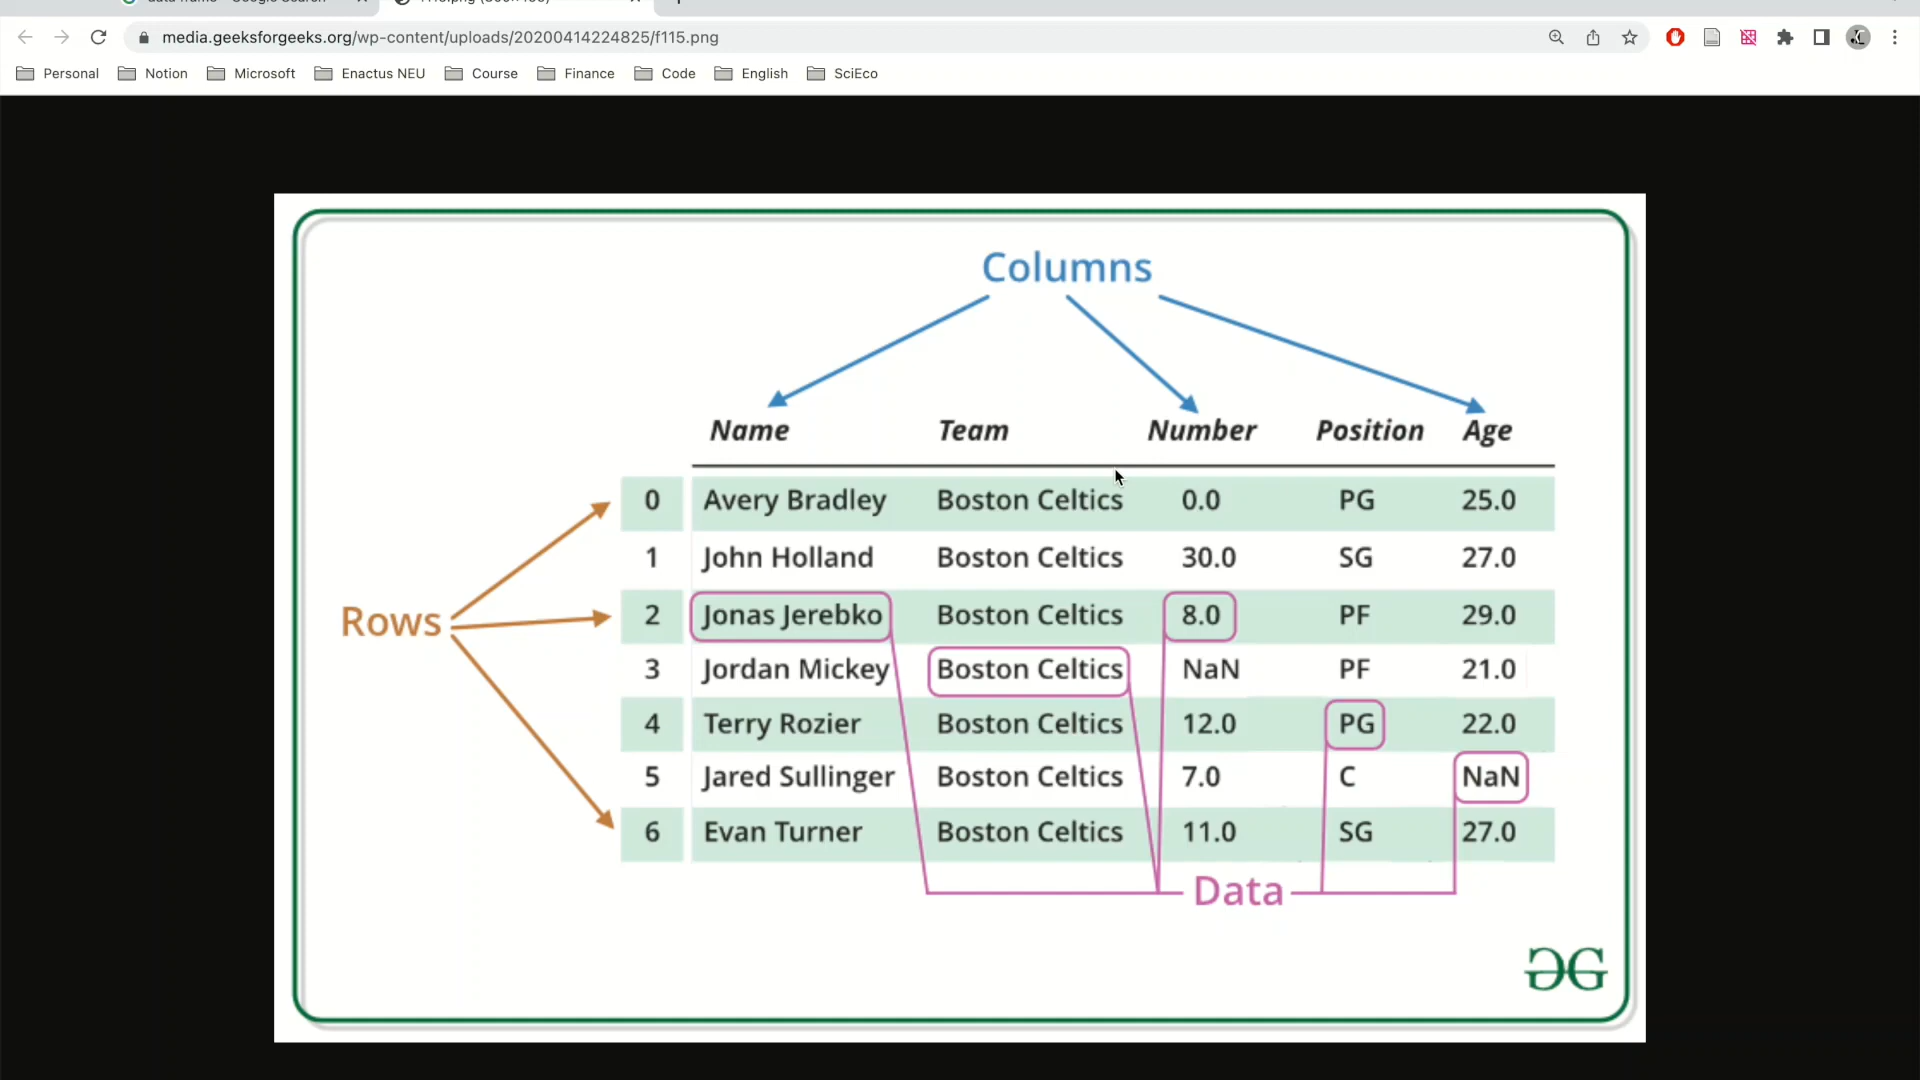 media.geeksforgeeks.org/wp-content/uploads/20200414224825/f115.png
Personal Notion Microsoft Enactus NEU Course Finance Code English SciEco
Columns
Name Team Number Position Age
0 Avery Bradley Boston Celtics 0.0 PG 25.0
1 John Holland Boston Celtics 30.0 SG 27.0
Rows
2 Jonas Jerebko Boston Celtics 8.0 PF 29.0
3 Jordan Mickey Boston Celtics NaN PF 21.0
4 Terry Rozier Boston Celtics 12.0 PG 22.0
5 Jared Sullinger Boston Celtics 7.0 C NaN
6 Evan Turner Boston Celtics 11.0 SG 27.0
Data